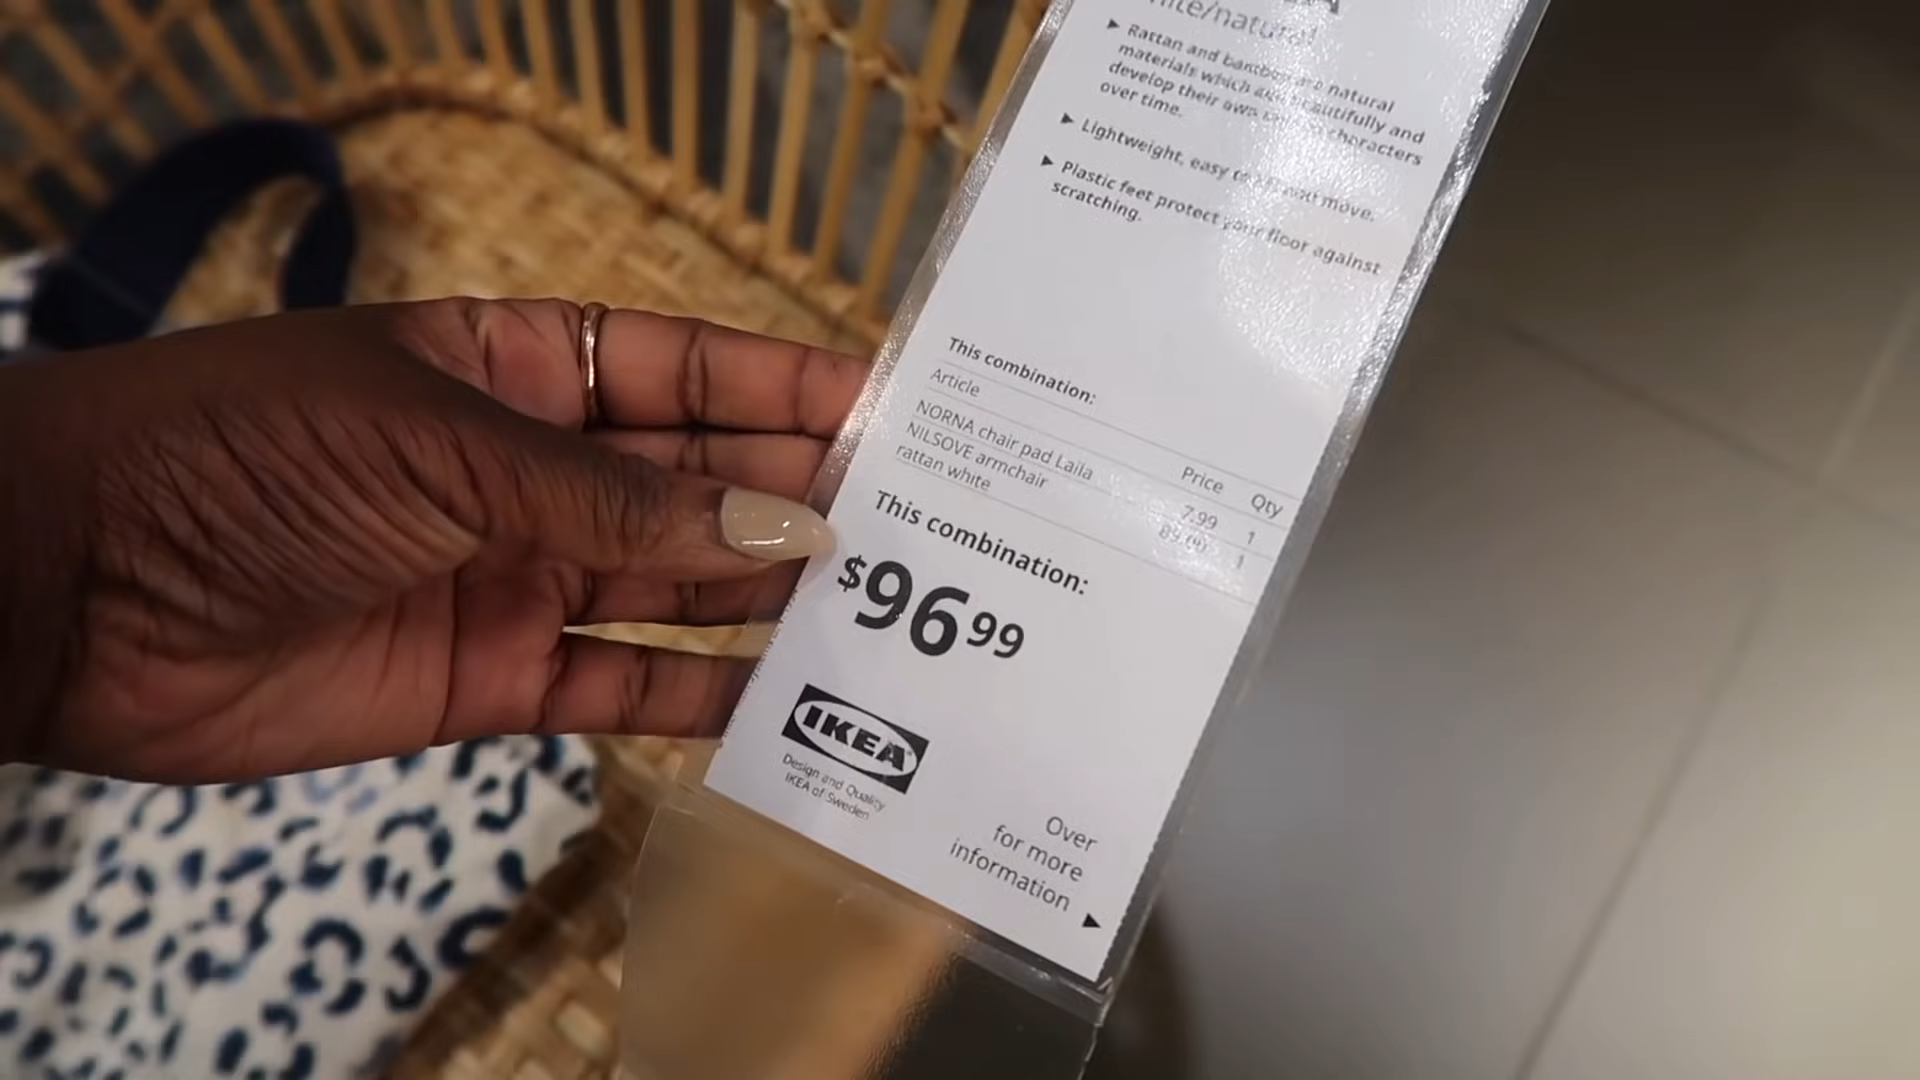 /natural
▶ Rattan and bamboo are natural
materials which age beautifully and
develop their own characters
over time.
▶ Lightweight, easy to and move.
▶ Plastic feet protect your floor against
scratching.
This combination:
Article Price Qty
NORNA chair pad Laila 7.99 1
NILSOVE armchair 89. 1
rattan white
This combination:
$96 99
IKEA
Design and Quality
IKEA of Sweden
Over
for more
information ▶